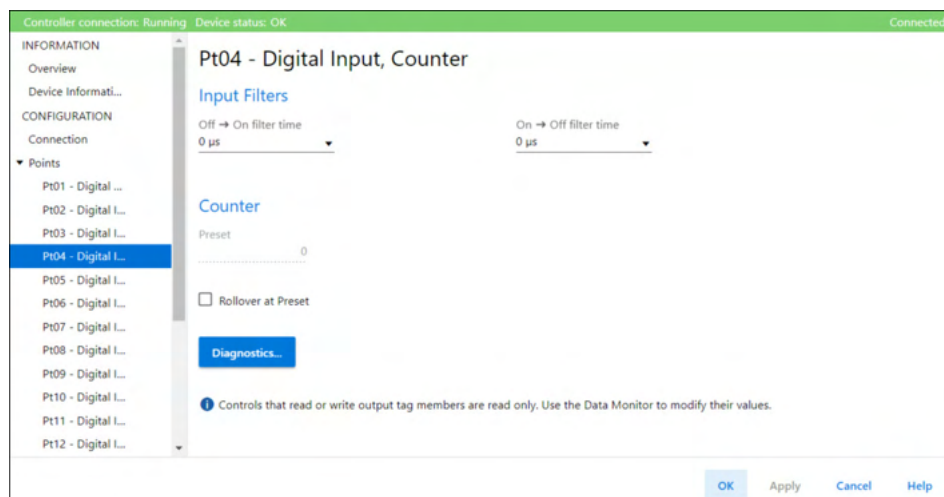 Controller connection: Running Device status: OK Connected
INFORMATION
Overview
Device Informati...
CONFIGURATION
Connection
Points
Pt01 - Digital ...
Pt02 - Digital I...
Pt03 - Digital I...
Pt04 - Digital I...
Pt05 - Digital I...
Pt06 - Digital I...
Pt07 - Digital I...
Pt08 - Digital I...
Pt09 - Digital I...
Pt10 - Digital I...
Pt11 - Digital I...
Pt12 - Digital I...
Pt04 - Digital Input, Counter
Input Filters
Off → On filter time
0 µs
On → Off filter time
0 µs
Counter
Preset
0
Rollover at Preset
Diagnostics...
Controls that read or write output tag members are read only. Use the Data Monitor to modify their values.
OK Apply Cancel Help